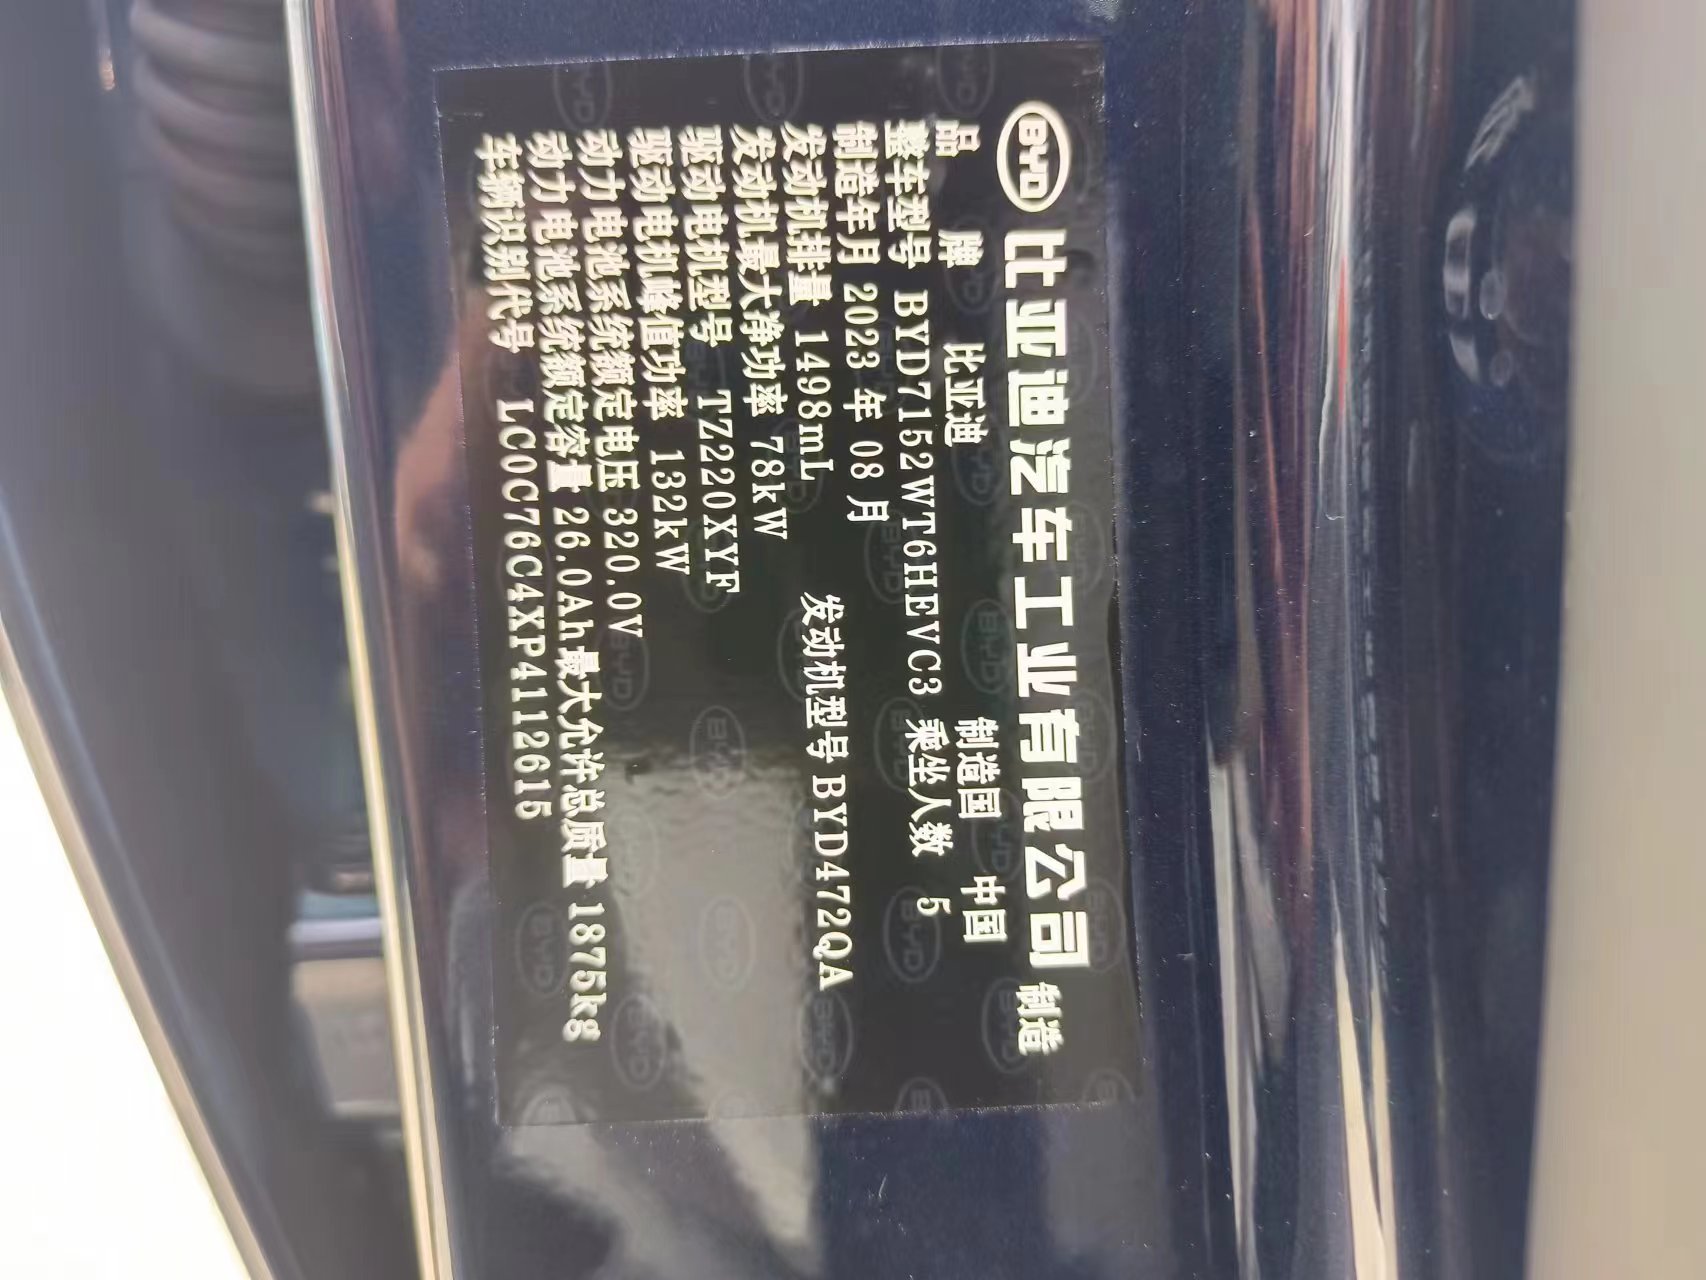 BYD 比亚迪汽车工业有限公司 制造
品牌 比亚迪 制造国 中国
整车型号 BYD7152WT6HEVC3 乘坐人数 5
制造年月 2023 年 08 月
发动机排量 1498mL 发动机型号 BYD472QA
发动机最大净功率 78kW
驱动电机型号 TZ220XYF
驱动电机峰值功率 132kW
动力电池系统额定电压 320.0V
动力电池系统额定容量 26.0Ah 最大允许总质量 1875kg
车辆识别代号 LC0C76C4XP4112615